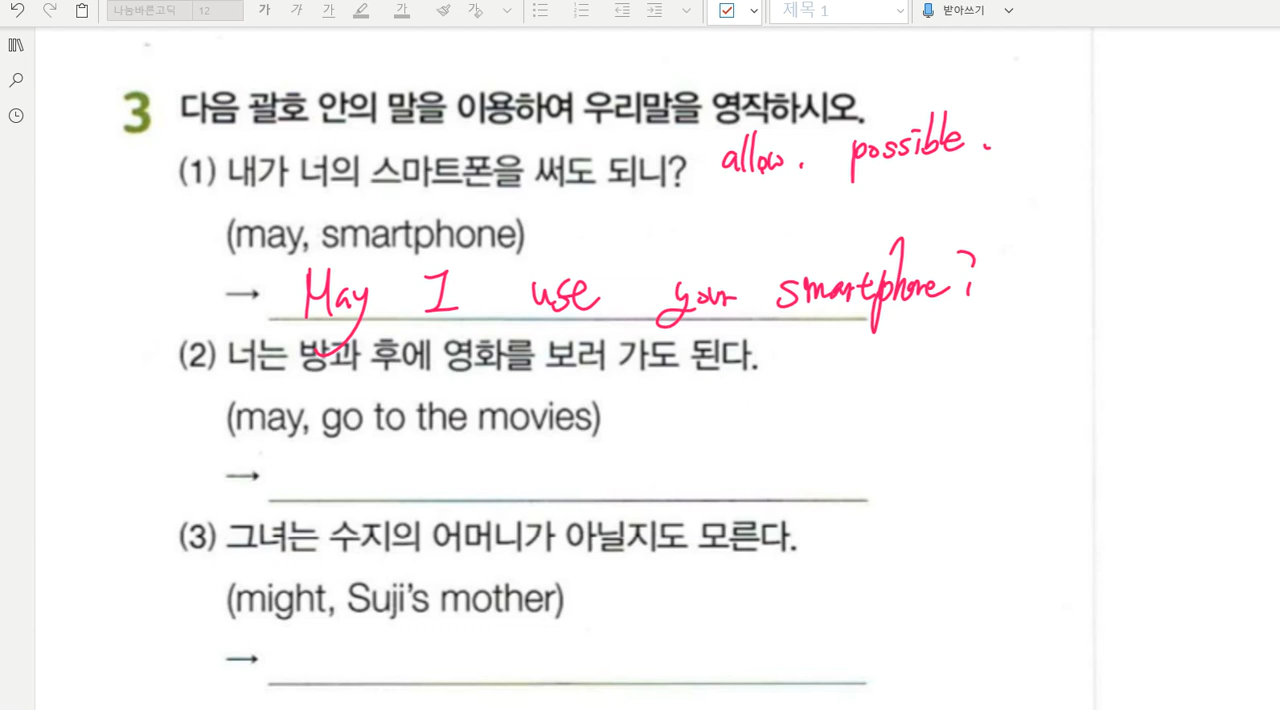 나눔바른고딕 12 가 가 가 가 가 제목 1 받아쓰기
3 다음 괄호 안의 말을 이용하여 우리말을 영작하시오.
allow. possible.
(1) 내가 너의 스마트폰을 써도 되니?
(may, smartphone)
→ May I use your smartphone?
(2) 너는 방과 후에 영화를 보러 가도 된다.
(may, go to the movies)
→
(3) 그녀는 수지의 어머니가 아닐지도 모른다.
(might, Suji's mother)
→